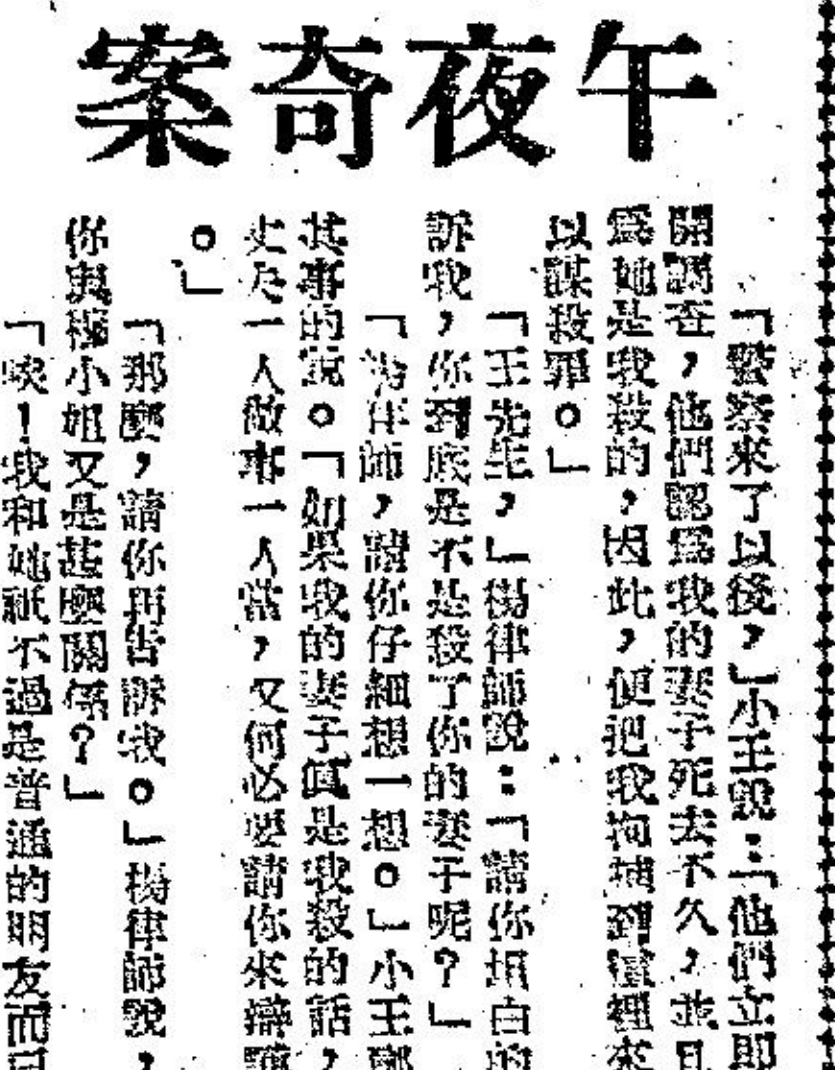 午夜奇案
「警察來了以後，」小王說：「他們立即
開調查，他們認爲我的妻子死去不久，並且
爲她是我殺的，因此，便把我拘捕到這裡來
以謀殺罪。」
「王先生，」楊律師說：「請你坦白的
訴我，你到底是不是殺了你的妻子呢？」
「楊律師，請你仔細想一想。」小王鄭
其事的說。「如果我的妻子真是我殺的話，
丈夫一人做事一人當，又何必要請你來辯護
。」
「那麼，請你再告訴我。」楊律師說，
你與楊小姐又是甚麼關係？」
「唉！我和她祇不過是普通的朋友而已